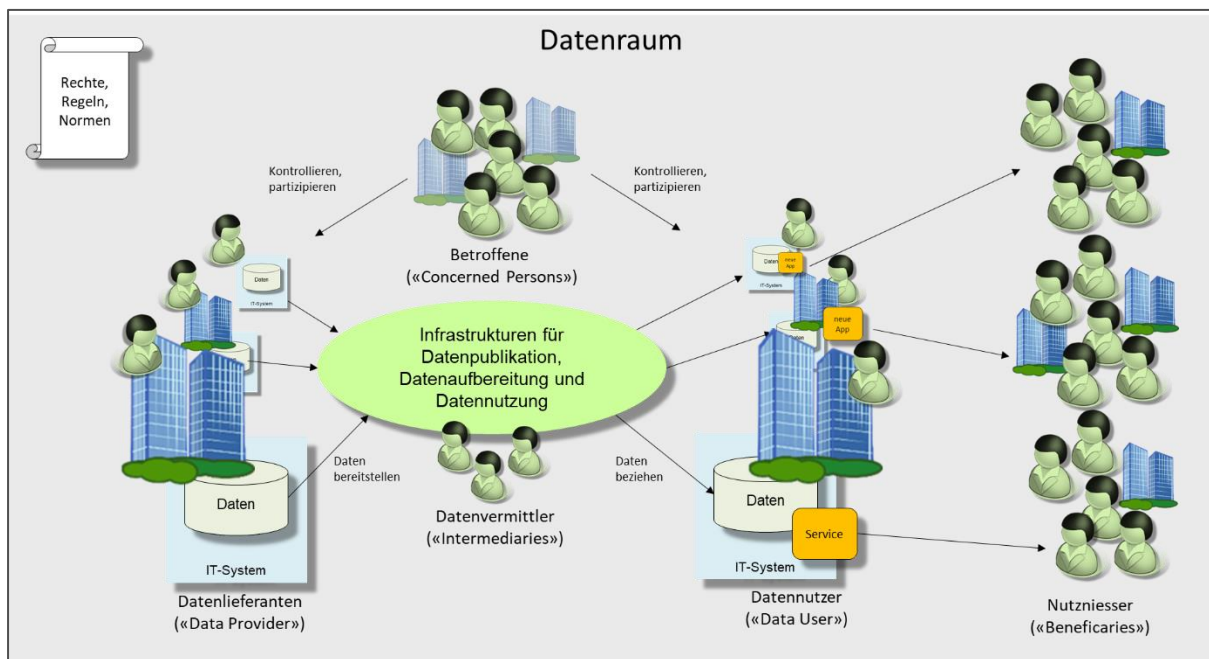 Datenraum
Rechte,
Regeln,
Normen
Kontrollieren,
partizipieren
Kontrollieren,
partizipieren
Betroffene
(«Concerned Persons»)
Daten
IT-System
Daten
neue
App
IT-System
neue
App
Daten
Infrastrukturen für
Datenpublikation,
Datenaufbereitung und
Datennutzung
Daten
bereitstellen
Daten
beziehen
Daten
IT-System
Datenvermittler
(«Intermediaries»)
Daten
Service
IT-System
Datenlieferanten
(«Data Provider»)
Datennutzer
(«Data User»)
Nutzniesser
(«Beneficaries»)